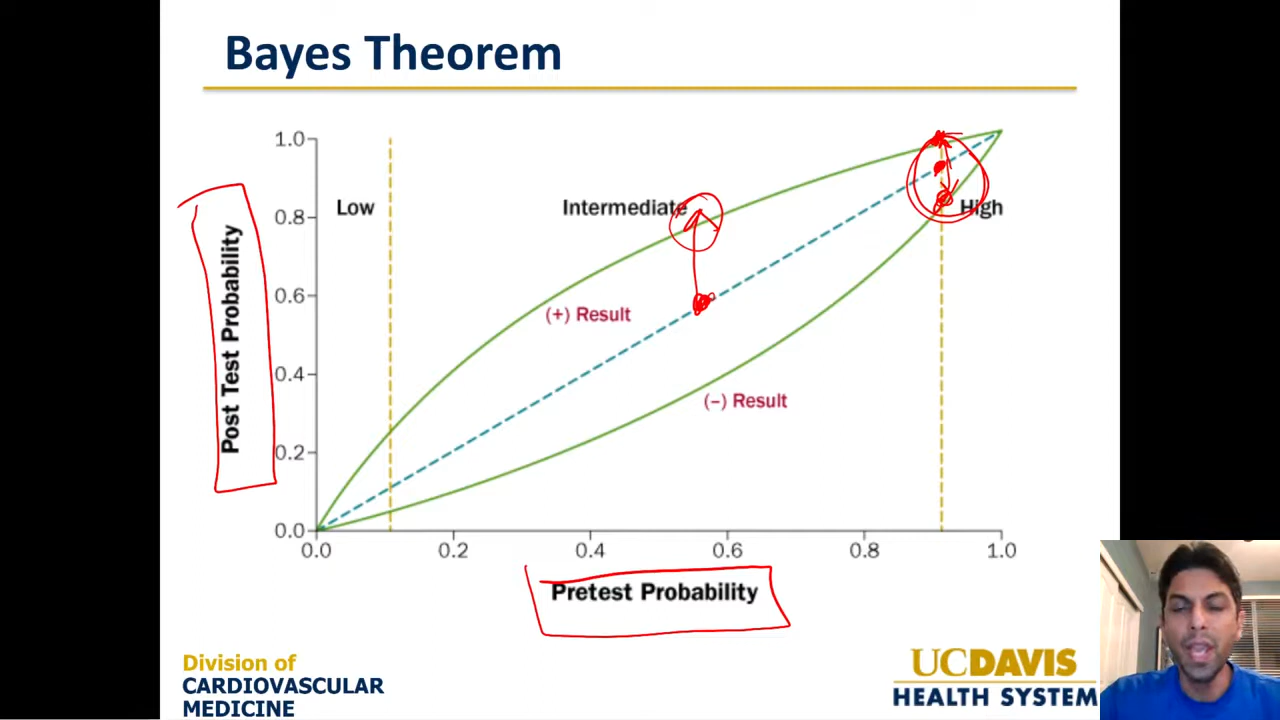 Bayes Theorem
1.0
Low
Intermediate
High
0.8
0.6
(+) Result
0.4
(–) Result
0.2
0.0
Post Test Probability
0.0 0.2 0.4 0.6 0.8 1.0
Pretest Probability
Division of
CARDIOVASCULAR
MEDICINE
UCDAVIS
HEALTH SYSTEM